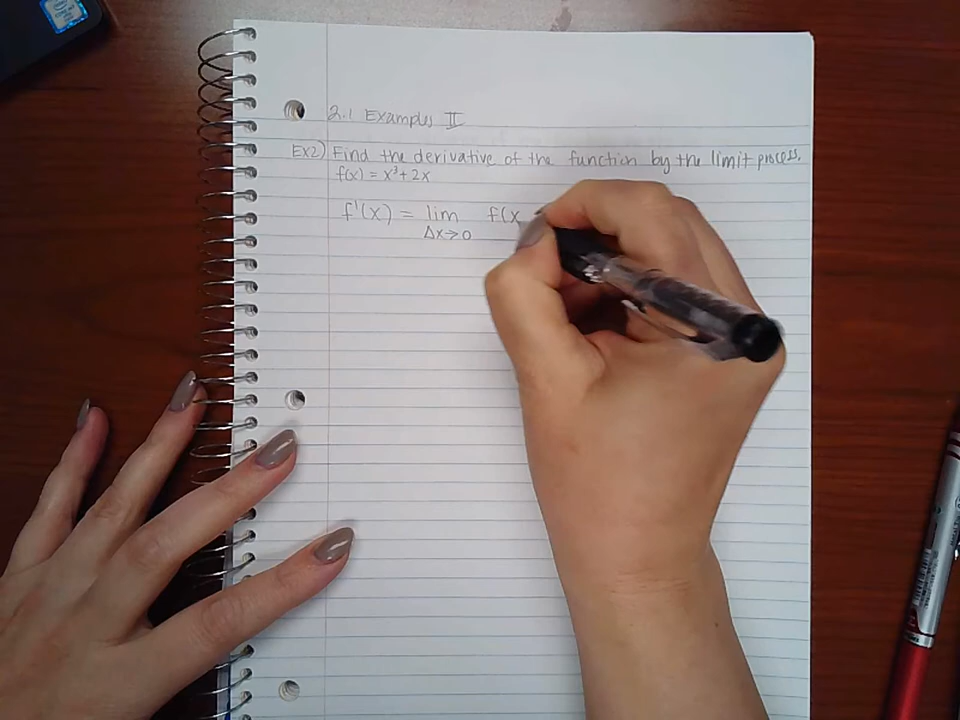 2.1 Examples II
Ex2) Find the derivative of the function by the limit process.
f(x) = x³ + 2x
f'(x) = lim f(x
Δx→0